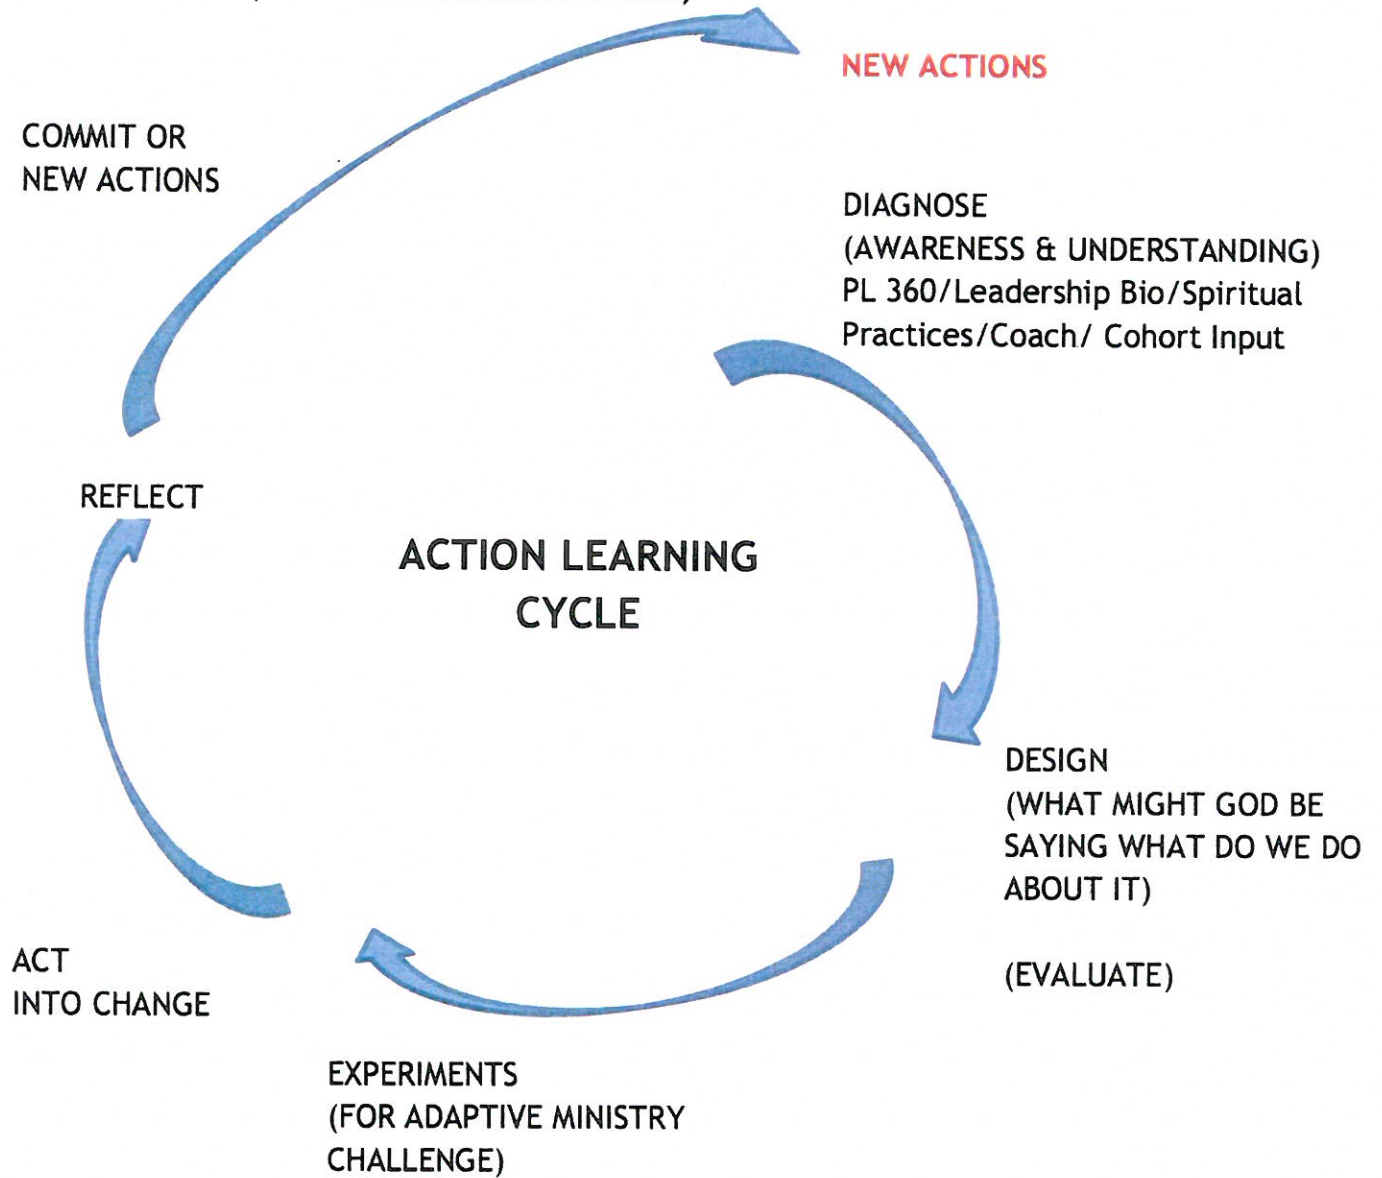 NEW ACTIONS
COMMIT OR
NEW ACTIONS
DIAGNOSE
(AWARENESS & UNDERSTANDING)
PL 360/Leadership Bio/Spiritual
Practices/Coach/ Cohort Input
REFLECT
ACTION LEARNING
CYCLE
DESIGN
(WHAT MIGHT GOD BE
SAYING WHAT DO WE DO
ABOUT IT)
(EVALUATE)
ACT
INTO CHANGE
EXPERIMENTS
(FOR ADAPTIVE MINISTRY
CHALLENGE)